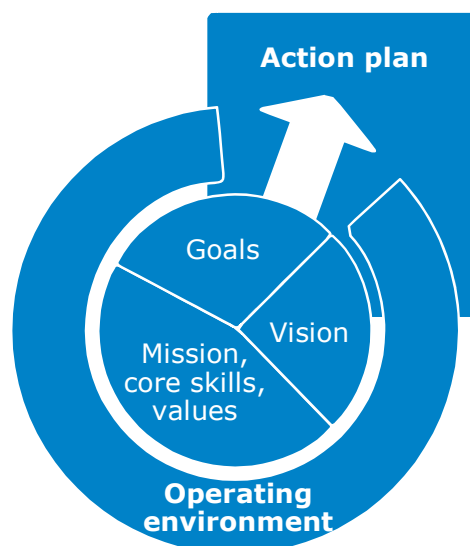 Action plan
Goals
Vision
Mission,
core skills,
values
Operating
environment